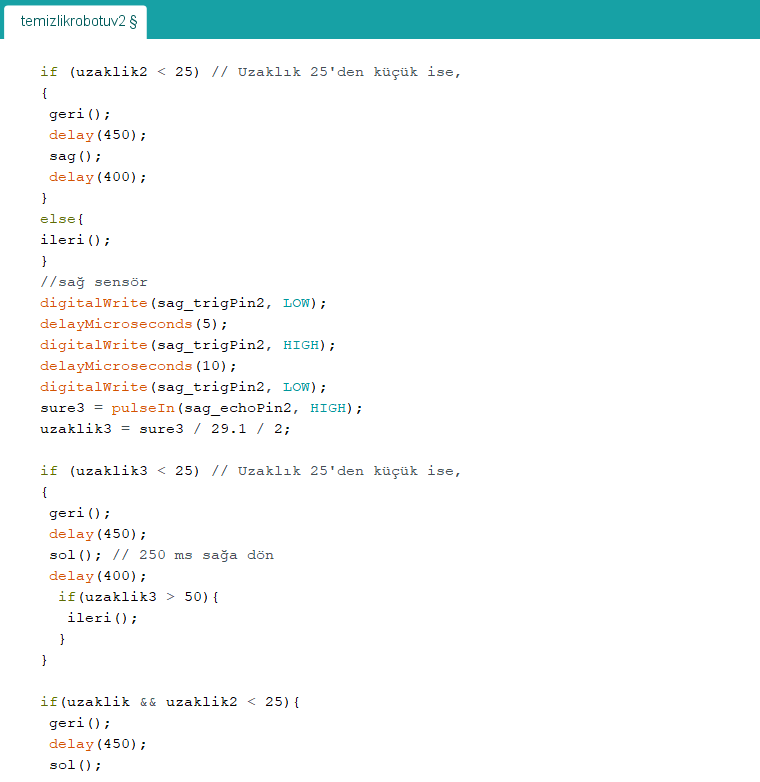 temizlikrobotuv2 §
if (uzaklik2 < 25) // Uzaklık 25'den küçük ise,
{
geri();
delay(450);
sag();
delay(400);
}
else{
ileri();
}
//sağ sensör
digitalWrite(sag_trigPin2, LOW);
delayMicroseconds(5);
digitalWrite(sag_trigPin2, HIGH);
delayMicroseconds(10);
digitalWrite(sag_trigPin2, LOW);
sure3 = pulseIn(sag_echoPin2, HIGH);
uzaklik3 = sure3 / 29.1 / 2;
if (uzaklik3 < 25) // Uzaklık 25'den küçük ise,
{
geri();
delay(450);
sol(); // 250 ms sağa dön
delay(400);
if(uzaklik3 > 50){
ileri();
}
}
if(uzaklik && uzaklik2 < 25){
geri();
delay(450);
sol();